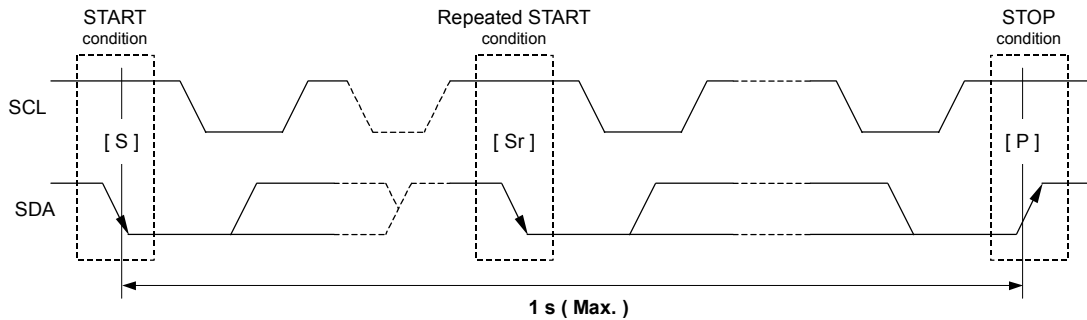 START
condition
Repeated START
condition
STOP
condition
SCL
[ S ]
[ Sr ]
[ P ]
SDA
1 s ( Max. )